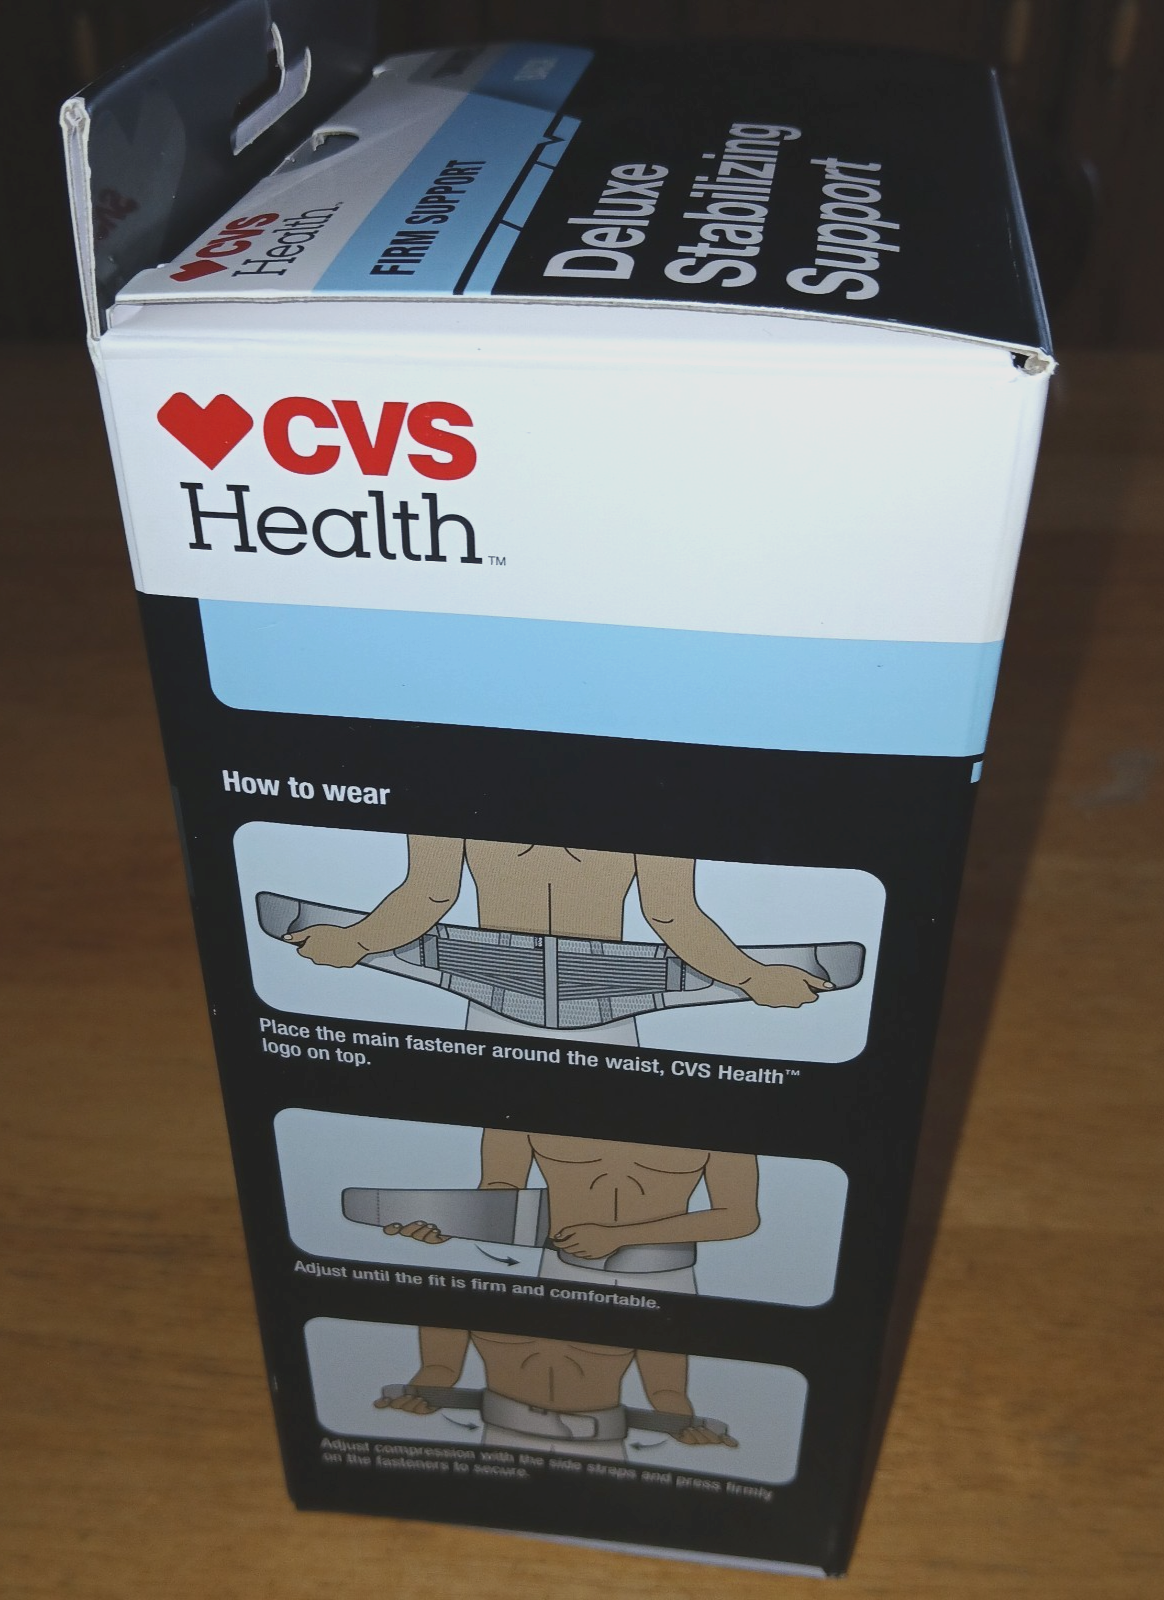 BACK
CVS
Health.
FIRM SUPPORT
Deluxe
Stabilizing
Support
CVS
Health™
How to wear
Place the main fastener around the waist, CVS Health™
logo on top.
Adjust until the fit is firm and comfortable.
Adjust compression with the side straps and press firmly
on the fasteners to secure.